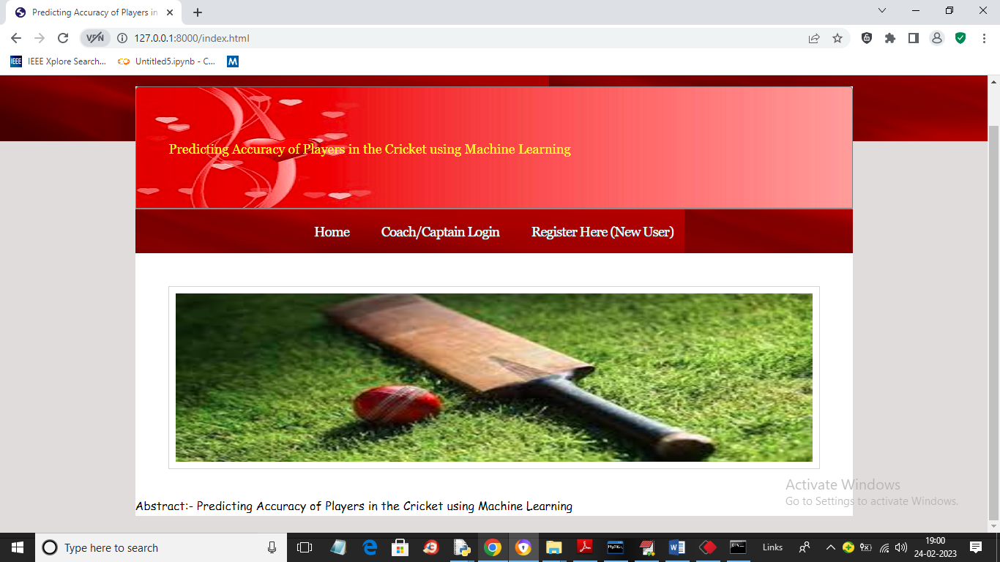 Predicting Accuracy of Players in
127.0.0.1:8000/index.html
IEEE IEEE Xplore Search... Untitled5.ipynb - C... M
Predicting Accuracy of Players in the Cricket using Machine Learning
Home Coach/Captain Login Register Here (New User)
Abstract:- Predicting Accuracy of Players in the Cricket using Machine Learning
Activate Windows
Go to Settings to activate Windows.
Type here to search
Links
19:00
24-02-2023